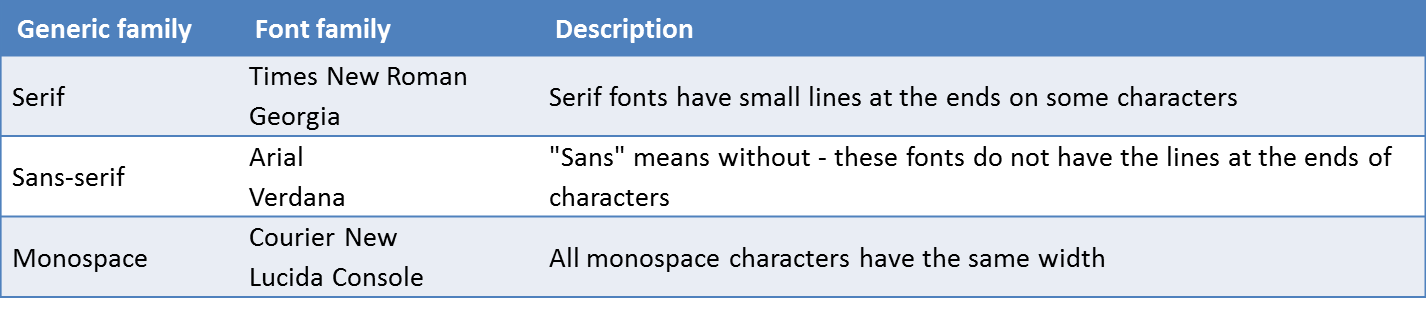 Generic family Font family Description
Serif
Times New Roman
Georgia
Serif fonts have small lines at the ends on some characters
Sans-serif
Arial
Verdana
"Sans" means without - these fonts do not have the lines at the ends of
characters
Monospace
Courier New
Lucida Console
All monospace characters have the same width